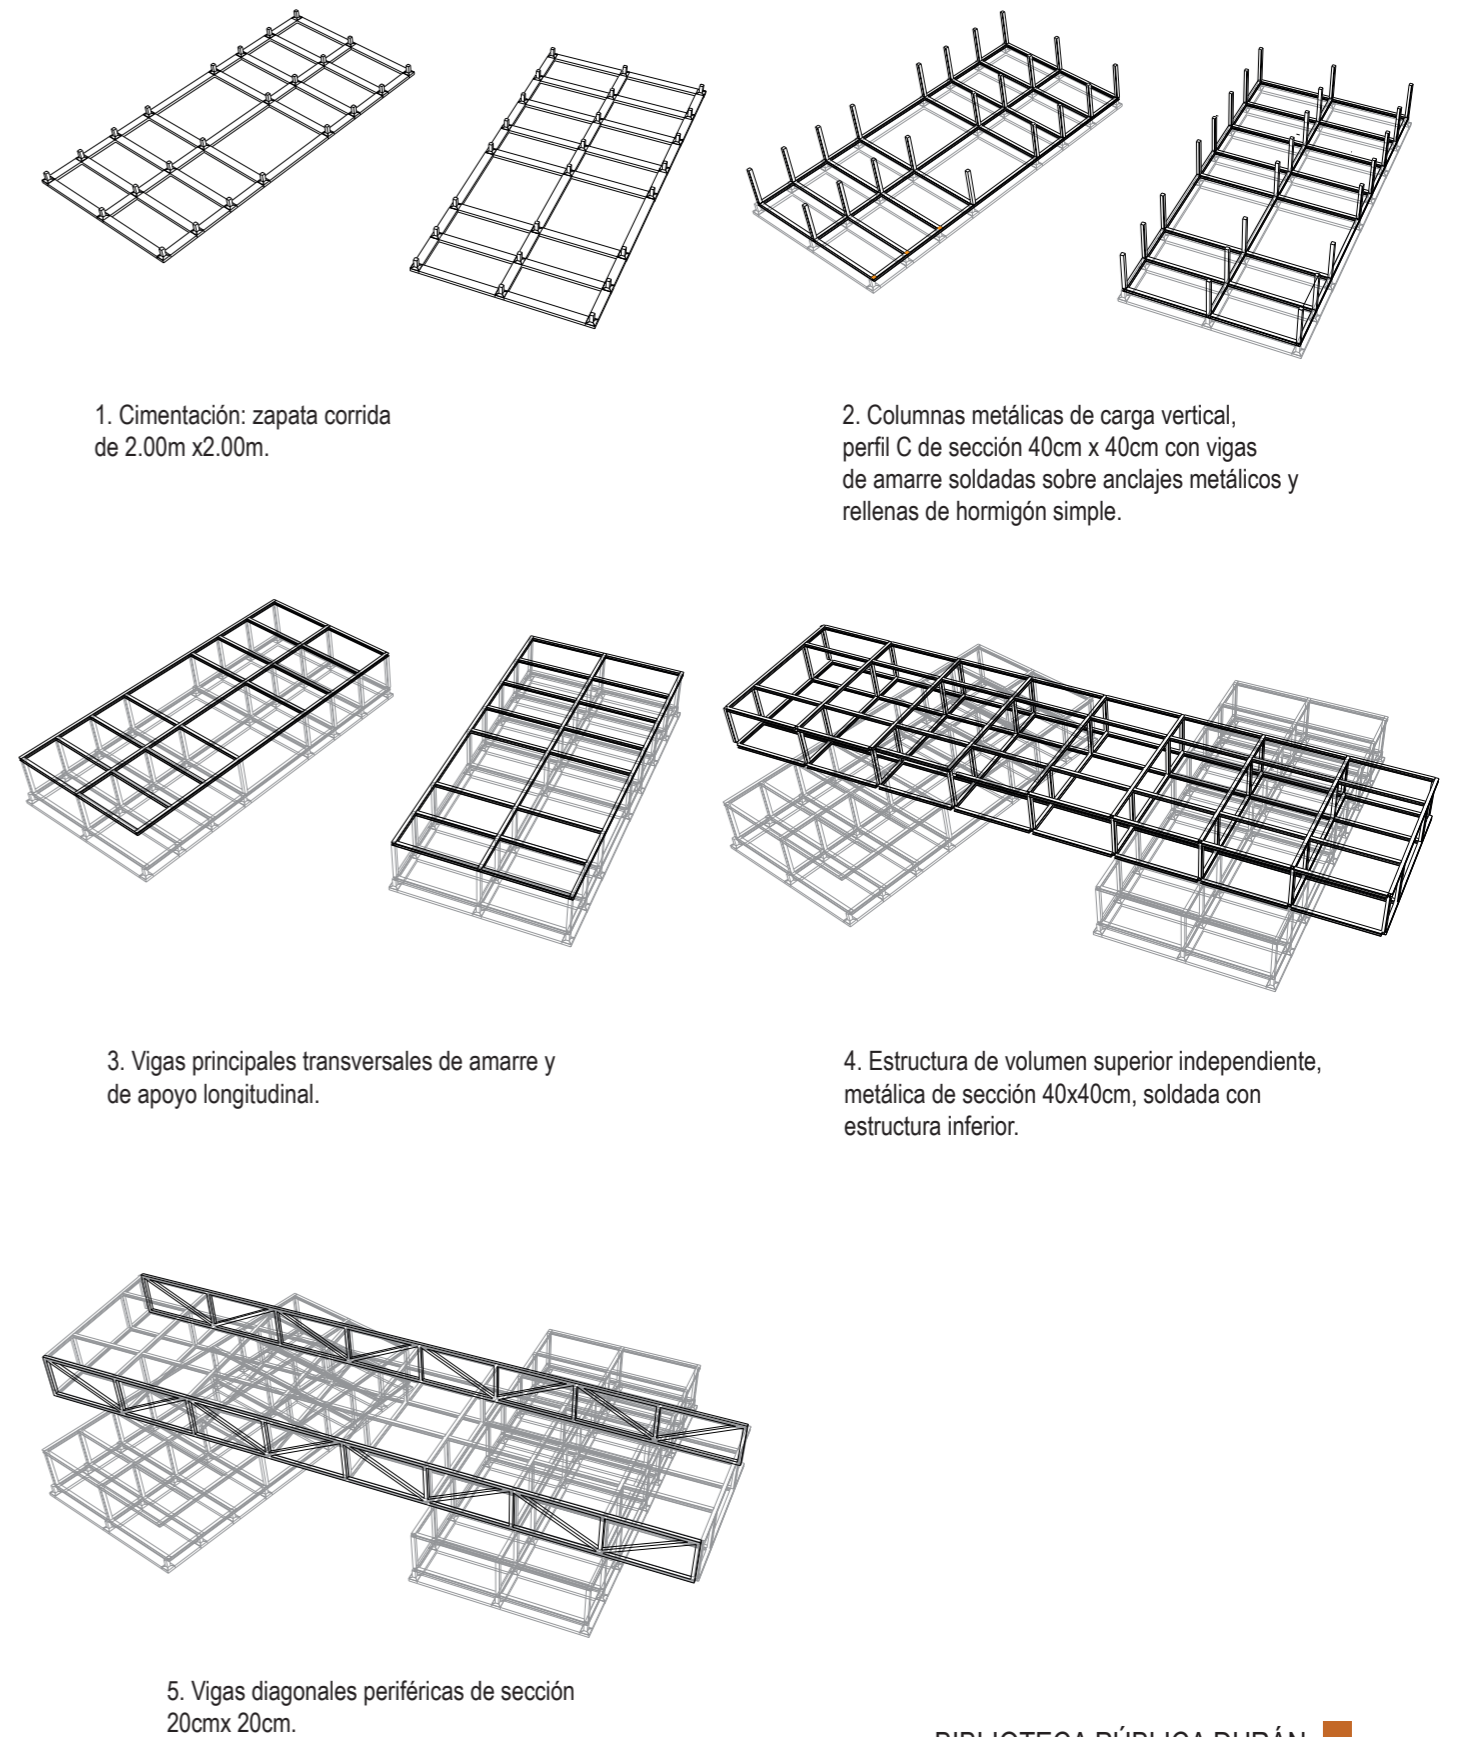 1. Cimentación: zapata corrida
de 2.00m x2.00m.
2. Columnas metálicas de carga vertical,
perfil C de sección 40cm x 40cm con vigas
de amarre soldadas sobre anclajes metálicos y
rellenas de hormigón simple.
3. Vigas principales transversales de amarre y
de apoyo longitudinal.
4. Estructura de volumen superior independiente,
metálica de sección 40x40cm, soldada con
estructura inferior.
5. Vigas diagonales periféricas de sección
20cmx 20cm.
BIBLIOTECA PÚBLICA DURÁN